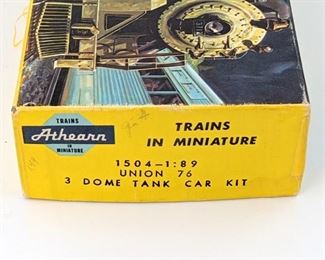 TRAINS
Athearn
IN
MINIATURE
TRAINS
IN MINIATURE
1504-1:89
UNION 76
3 DOME TANK CAR KIT